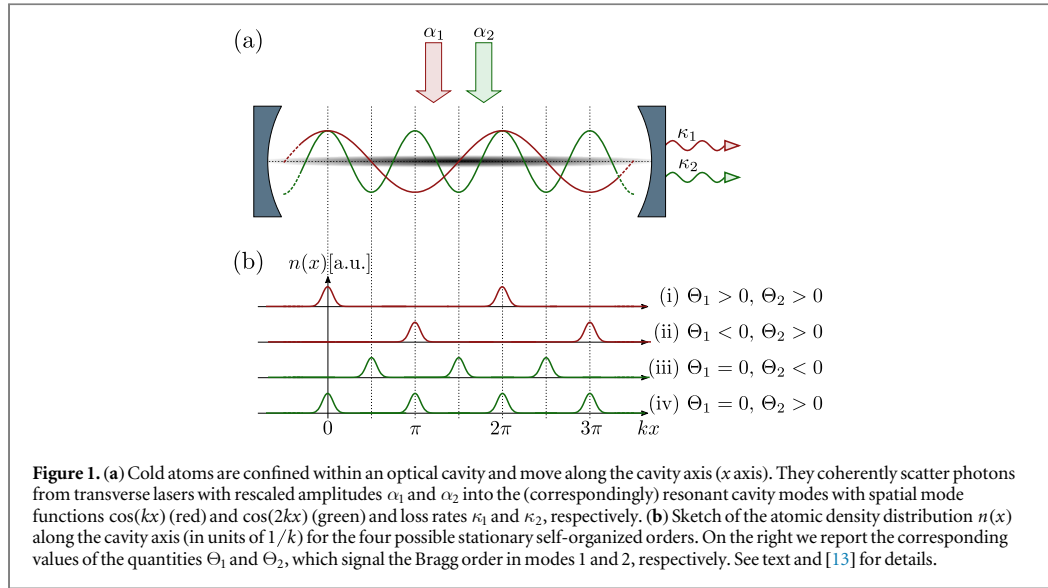 (a)
α₁ α₂
κ₁
κ₂
(b) n(x) [a.u.]
(i) Θ₁ > 0, Θ₂ > 0
(ii) Θ₁ < 0, Θ₂ > 0
(iii) Θ₁ = 0, Θ₂ < 0
(iv) Θ₁ = 0, Θ₂ > 0
0 π 2π 3π kx
Figure 1. (a) Cold atoms are confined within an optical cavity and move along the cavity axis (x axis). They coherently scatter photons
from transverse lasers with rescaled amplitudes α₁ and α₂ into the (correspondingly) resonant cavity modes with spatial mode
functions cos(kx) (red) and cos(2kx) (green) and loss rates κ₁ and κ₂, respectively. (b) Sketch of the atomic density distribution n(x)
along the cavity axis (in units of 1/k) for the four possible stationary self-organized orders. On the right we report the corresponding
values of the quantities Θ₁ and Θ₂, which signal the Bragg order in modes 1 and 2, respectively. See text and [13] for details.